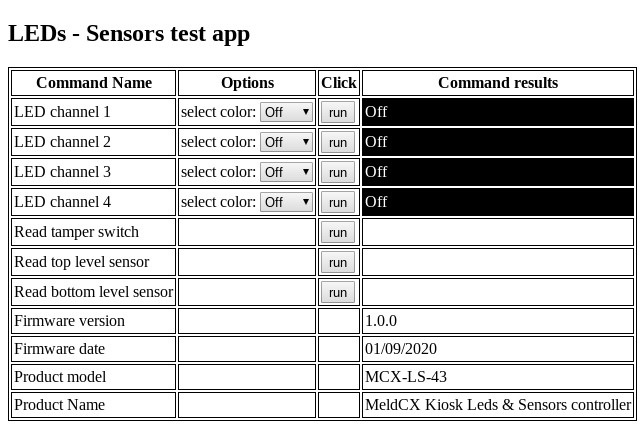 LEDs - Sensors test app
Command Name Options Click Command results
LED channel 1 select color: Off run Off
LED channel 2 select color: Off run Off
LED channel 3 select color: Off run Off
LED channel 4 select color: Off run Off
Read tamper switch run
Read top level sensor run
Read bottom level sensor run
Firmware version 1.0.0
Firmware date 01/09/2020
Product model MCX-LS-43
Product Name MeldCX Kiosk Leds & Sensors controller